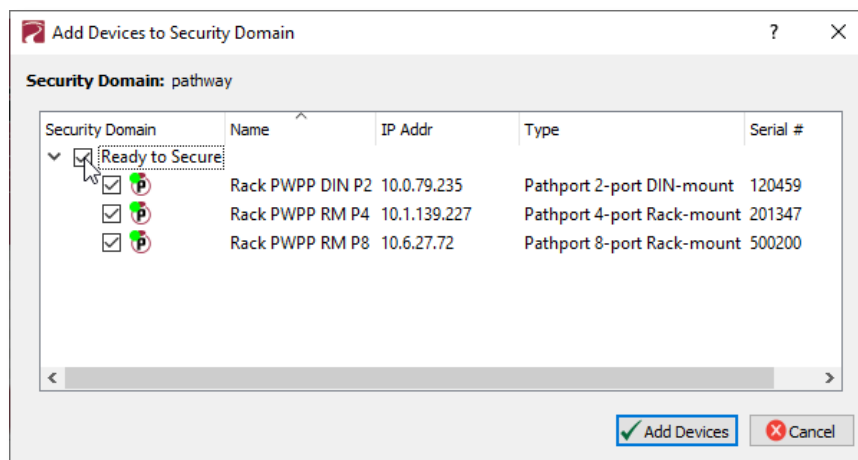 Add Devices to Security Domain ?
Security Domain: pathway
Security Domain Name IP Addr Type Serial #
Ready to Secure
P Rack PWPP DIN P2 10.0.79.235 Pathport 2-port DIN-mount 120459
P Rack PWPP RM P4 10.1.139.227 Pathport 4-port Rack-mount 201347
P Rack PWPP RM P8 10.6.27.72 Pathport 8-port Rack-mount 500200
Add Devices Cancel